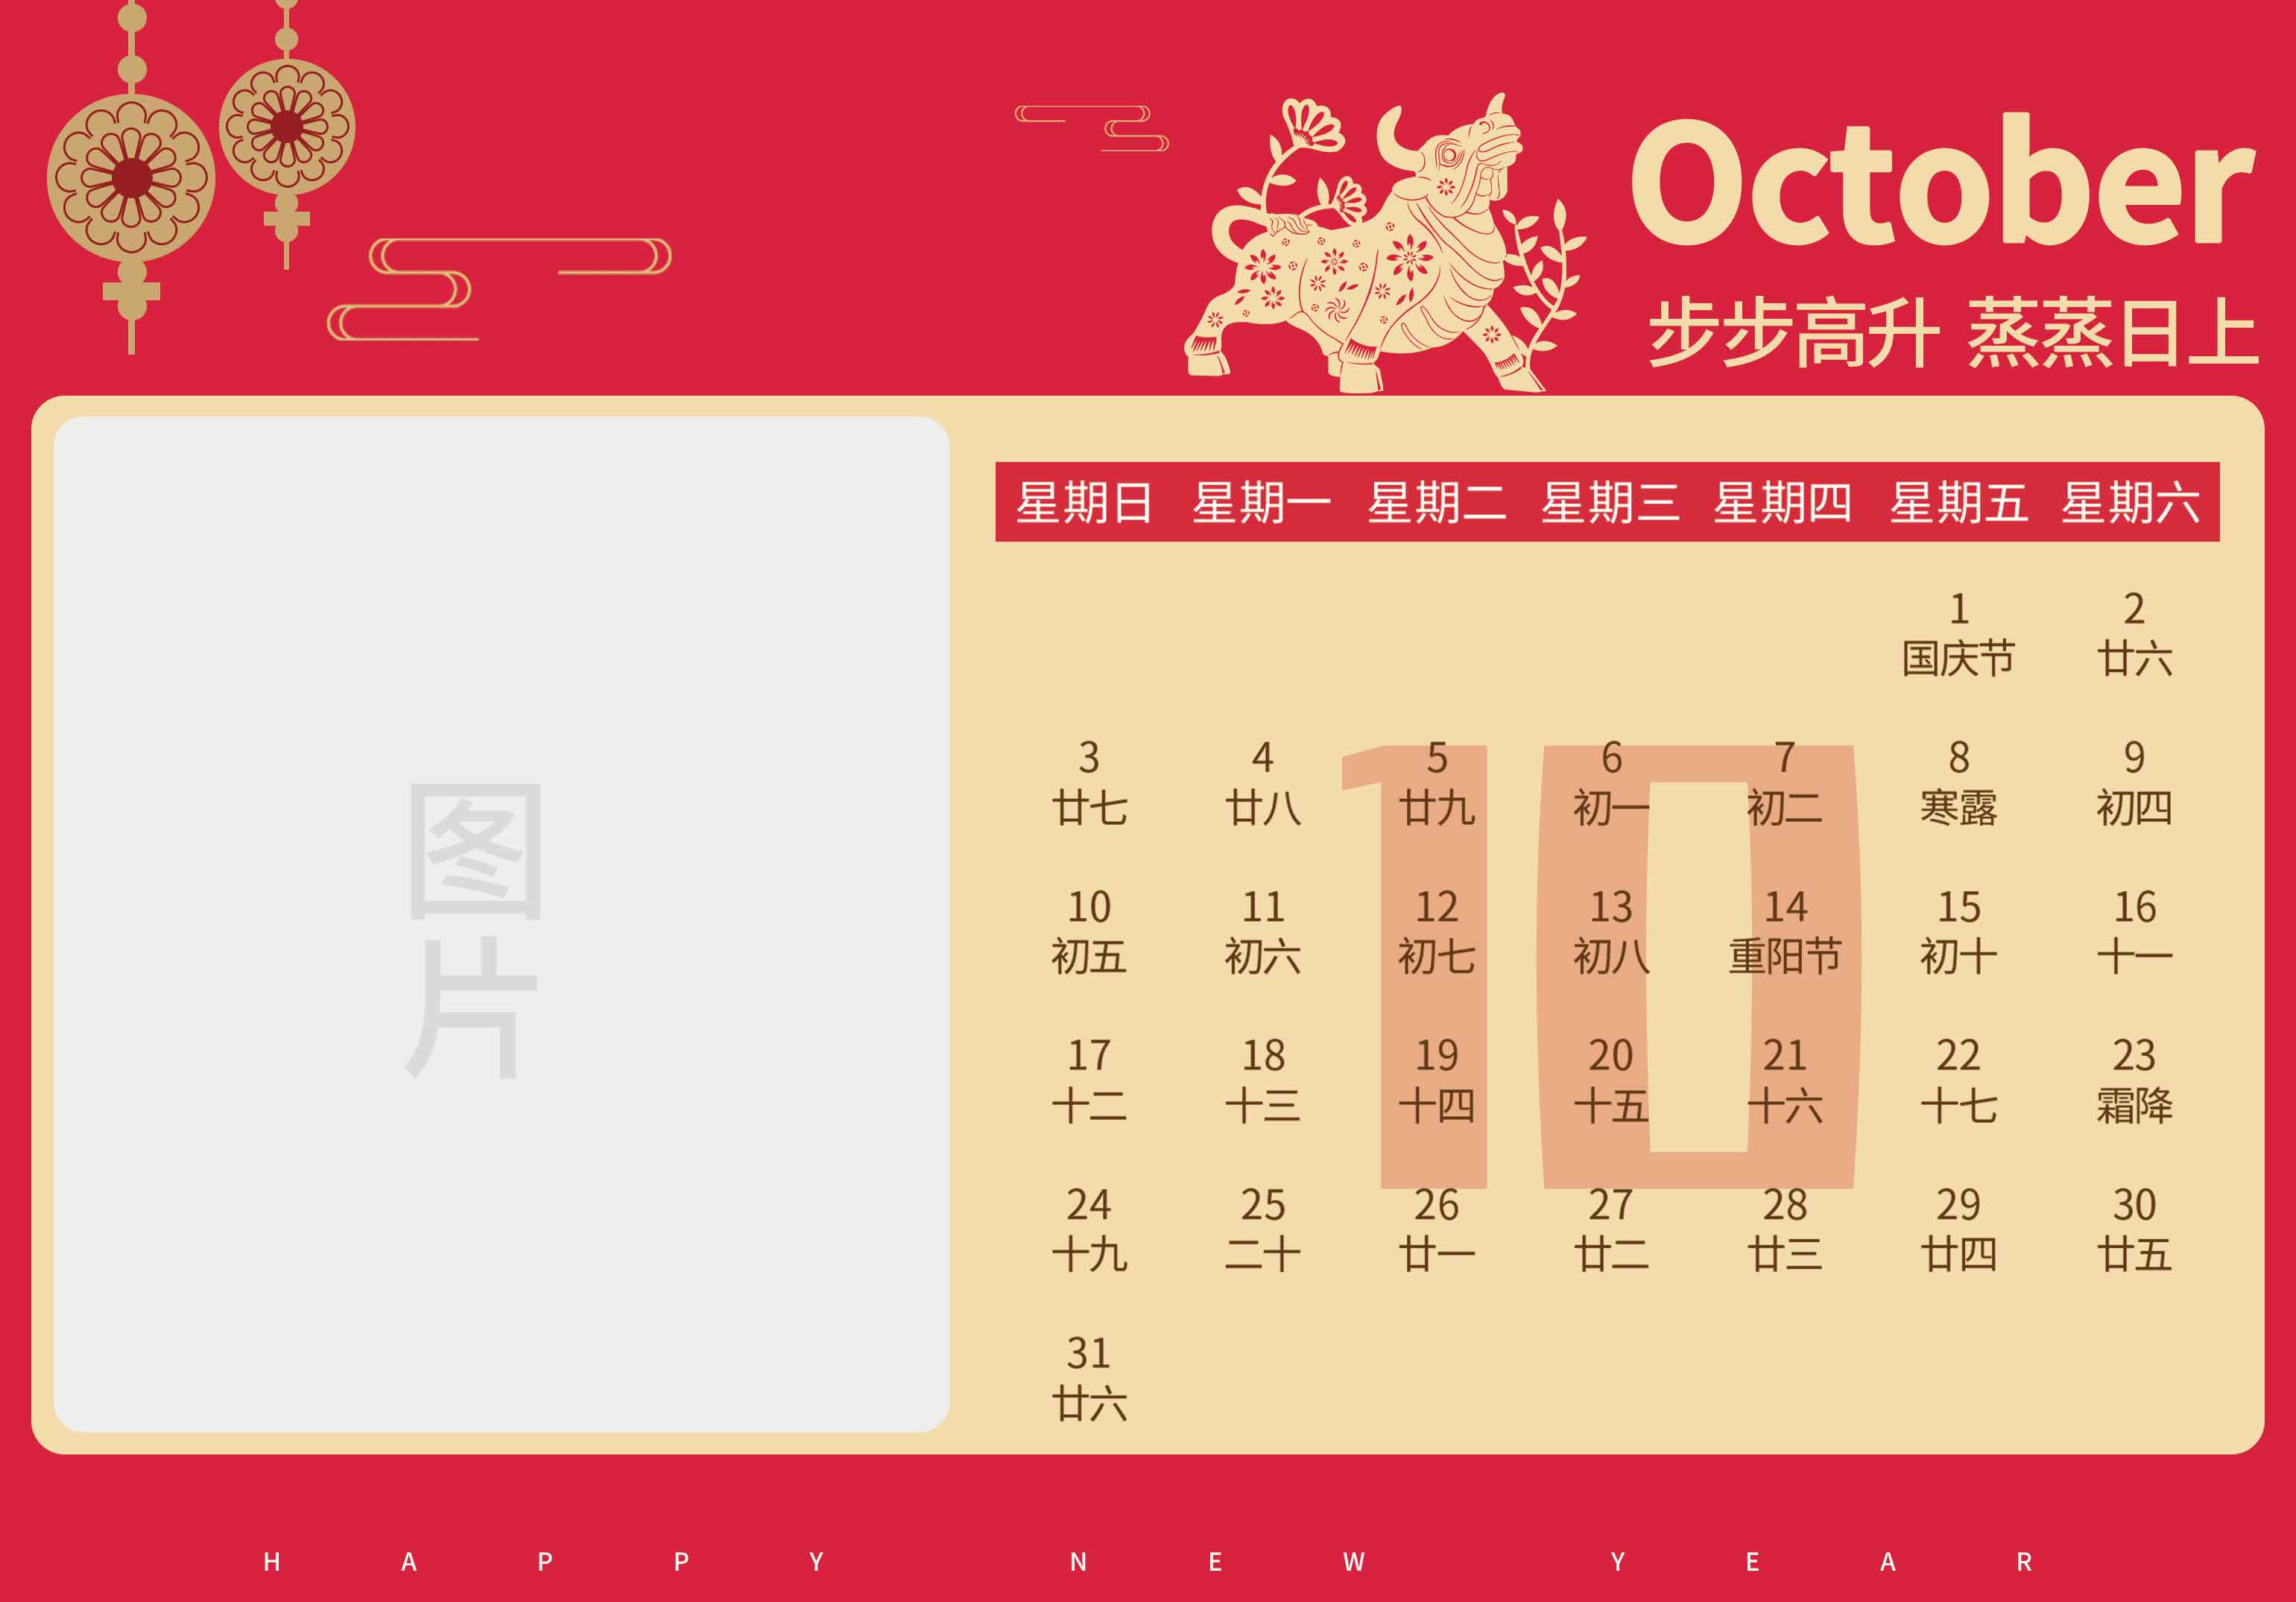 October
步步高升 蒸蒸日上
图
片
星期日 星期一 星期二 星期三 星期四 星期五 星期六
1 2
国庆节 廿六
10
3 4 5 6 7 8 9
廿七 廿八 廿九 初一 初二 寒露 初四
10 11 12 13 14 15 16
初五 初六 初七 初八 重阳节 初十 十一
17 18 19 20 21 22 23
十二 十三 十四 十五 十六 十七 霜降
24 25 26 27 28 29 30
十九 二十 廿一 廿二 廿三 廿四 廿五
31
廿六
HAPPY NEW YEAR